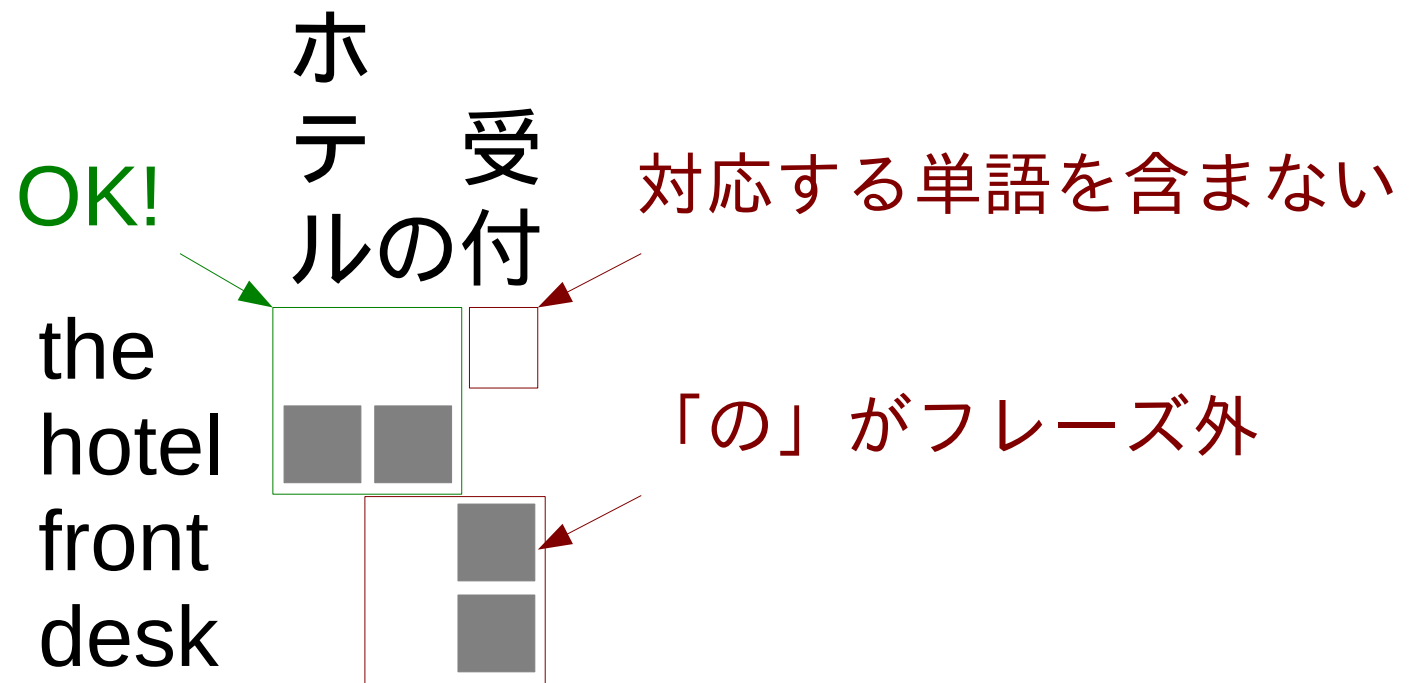 ホテルの受付
OK!
対応する単語を含まない
the
hotel
「の」がフレーズ外
front
desk